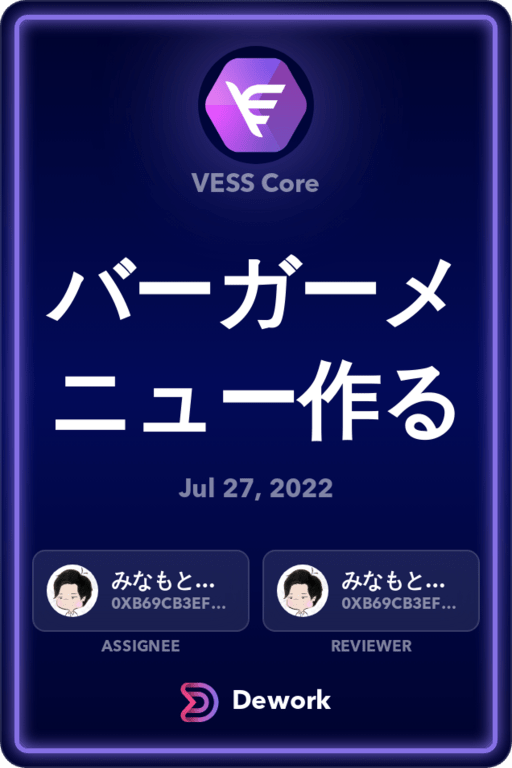 VESS Core
バーガーメ
ニュー作る
Jul 27, 2022
みなもと...
0XB69CB3EF...
みなもと...
0XB69CB3EF...
ASSIGNEE
REVIEWER
Dework